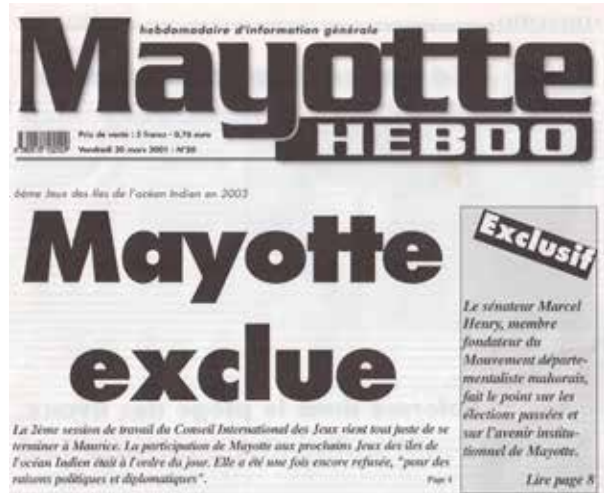 hebdomadaire d'information générale
Mayotte
HEBDO
Prix de vente : 5 francs - 0,76 euro
Vendredi 30 mars 2001 : N°50
6ème Jeux des îles de l'océan Indien en 2003
Mayotte
exclue
La 2ème session de travail du Conseil International des Jeux vient tout juste de se
terminer à Maurice. La participation de Mayotte aux prochains Jeux des îles de
l'océan Indien était à l'ordre du jour. Elle a été une fois encore refusée, "pour des
raisons politiques et diplomatiques".
Exclusif
Le sénateur Marcel
Henry, membre
fondateur du
Mouvement départe-
mentaliste mahorais,
fait le point sur les
élections passées et
sur l'avenir institu-
tionnel de Mayotte.
Lire page 8